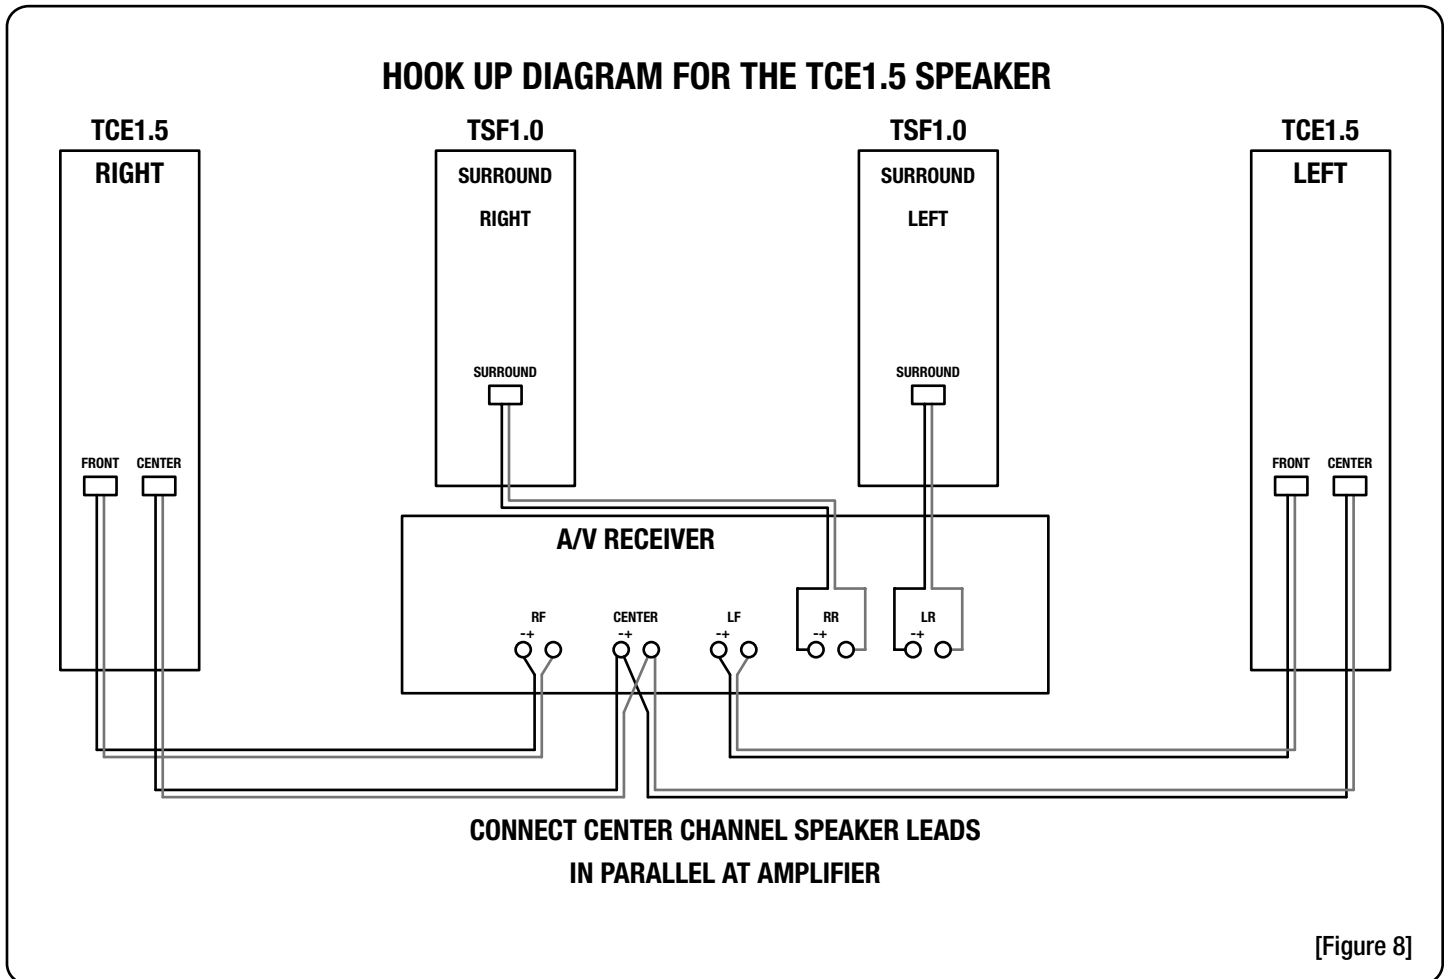 HOOK UP DIAGRAM FOR THE TCE1.5 SPEAKER
TCE1.5
RIGHT
FRONT CENTER
TSF1.0
SURROUND
RIGHT
SURROUND
TSF1.0
SURROUND
LEFT
SURROUND
TCE1.5
LEFT
FRONT CENTER
A/V RECEIVER
RF
-+
CENTER
-+
LF
-+
RR
-+
LR
-+
CONNECT CENTER CHANNEL SPEAKER LEADS
IN PARALLEL AT AMPLIFIER
[Figure 8]